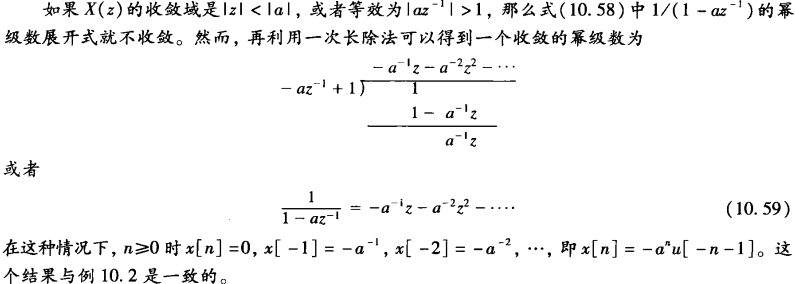 如果 X(z)的收敛域是|z|<|a|，或者等效为|az⁻¹|>1，那么式(10.58)中 1/(1-az⁻¹)的幂
级数展开式就不收敛。然而，再利用一次长除法可以得到一个收敛的幂级数为
-a⁻¹z-a⁻²z²-⋯
-az⁻¹+1)1
1-a⁻¹z
a⁻¹z
或者
1/(1-az⁻¹) = -a⁻¹z-a⁻²z²-⋯. (10.59)
在这种情况下，n≥0 时 x[n]=0，x[-1]=-a⁻¹，x[-2]=-a⁻²，⋯，即 x[n]=-aⁿu[-n-1]。这
个结果与例 10.2 是一致的。